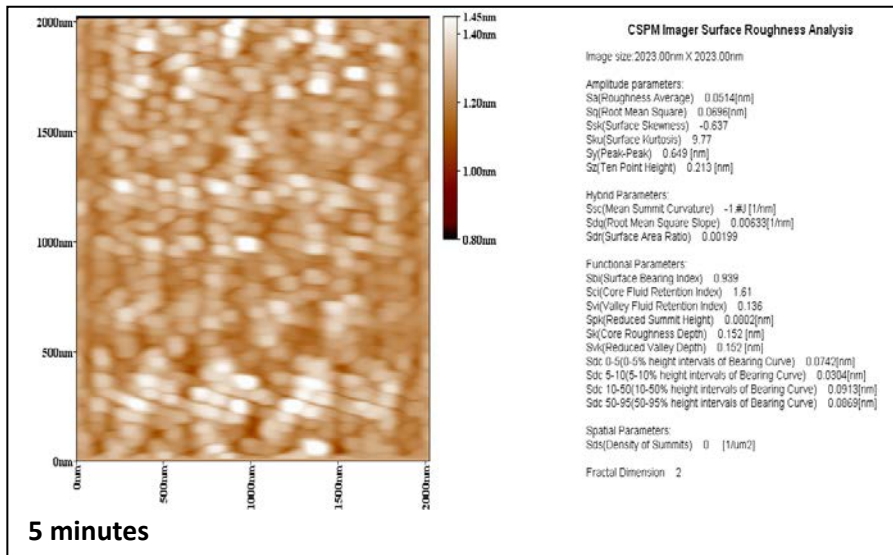 2000nm
1500nm
1000nm
500nm
0nm
0nm
500nm
1000nm
1500nm
2000nm
1.45nm
1.40nm
1.20nm
1.00nm
0.80nm
5 minutes
CSPM Imager Surface Roughness Analysis
Image size:2023.00nm X 2023.00nm
Amplitude parameters:
Sa(Roughness Average) 0.0514[nm]
Sq(Root Mean Square) 0.0696[nm]
Ssk(Surface Skewness) -0.637
Sku(Surface Kurtosis) 9.77
Sy(Peak-Peak) 0.649 [nm]
Sz(Ten Point Height) 0.213 [nm]
Hybrid Parameters:
Ssc(Mean Summit Curvature) -1.#J [1/nm]
Sdq(Root Mean Square Slope) 0.00633[1/nm]
Sdr(Surface Area Ratio) 0.00199
Functional Parameters:
Sbi(Surface Bearing Index) 0.939
Sci(Core Fluid Retention Index) 1.61
Svi(Valley Fluid Retention Index) 0.136
Spk(Reduced Summit Height) 0.0802[nm]
Sk(Core Roughness Depth) 0.152 [nm]
Svk(Reduced Valley Depth) 0.152 [nm]
Sdc 0-5(0-5% height intervals of Bearing Curve) 0.0742[nm]
Sdc 5-10(5-10% height intervals of Bearing Curve) 0.0304[nm]
Sdc 10-50(10-50% height intervals of Bearing Curve) 0.0913[nm]
Sdc 50-95(50-95% height intervals of Bearing Curve) 0.0869[nm]
Spatial Parameters:
Sds(Density of Summits) 0 [1/um2]
Fractal Dimension 2